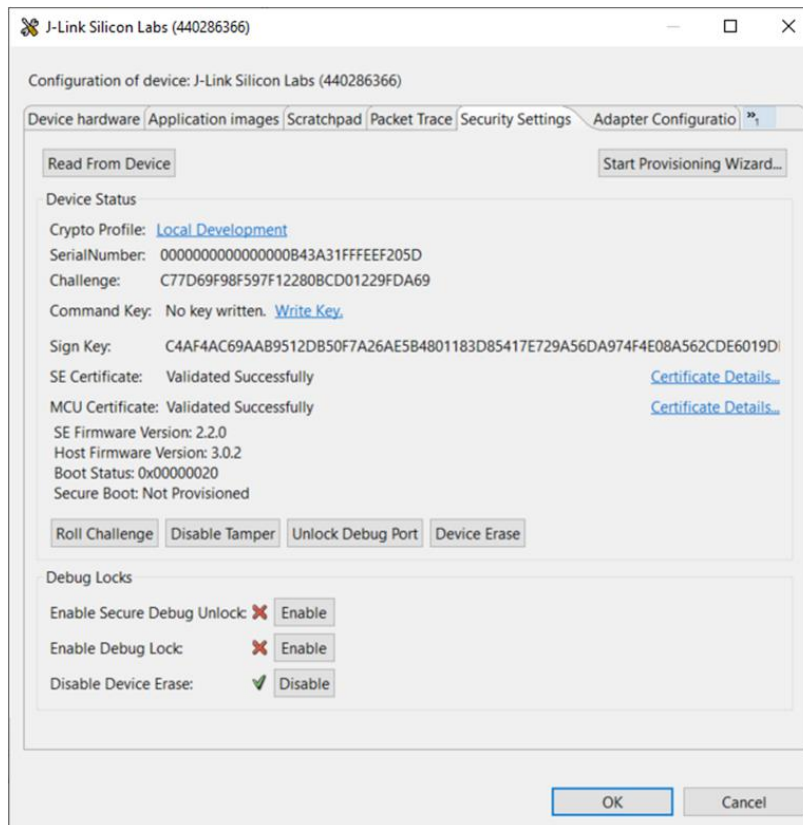 J-Link Silicon Labs (440286366)
Configuration of device: J-Link Silicon Labs (440286366)
Device hardware Application images Scratchpad Packet Trace Security Settings Adapter Configuratio »1
Read From Device Start Provisioning Wizard...
Device Status
Crypto Profile: Local Development
SerialNumber: 0000000000000000B43A31FFFEEF205D
Challenge: C77D69F98F597F12280BCD01229FDA69
Command Key: No key written. Write Key.
Sign Key: C4AF4AC69AAB9512DB50F7A26AE5B4801183D85417E729A56DA974F4E08A562CDE6019D
SE Certificate: Validated Successfully Certificate Details...
MCU Certificate: Validated Successfully Certificate Details...
SE Firmware Version: 2.2.0
Host Firmware Version: 3.0.2
Boot Status: 0x00000020
Secure Boot: Not Provisioned
Roll Challenge Disable Tamper Unlock Debug Port Device Erase
Debug Locks
Enable Secure Debug Unlock: Enable
Enable Debug Lock: Enable
Disable Device Erase: Disable
OK Cancel